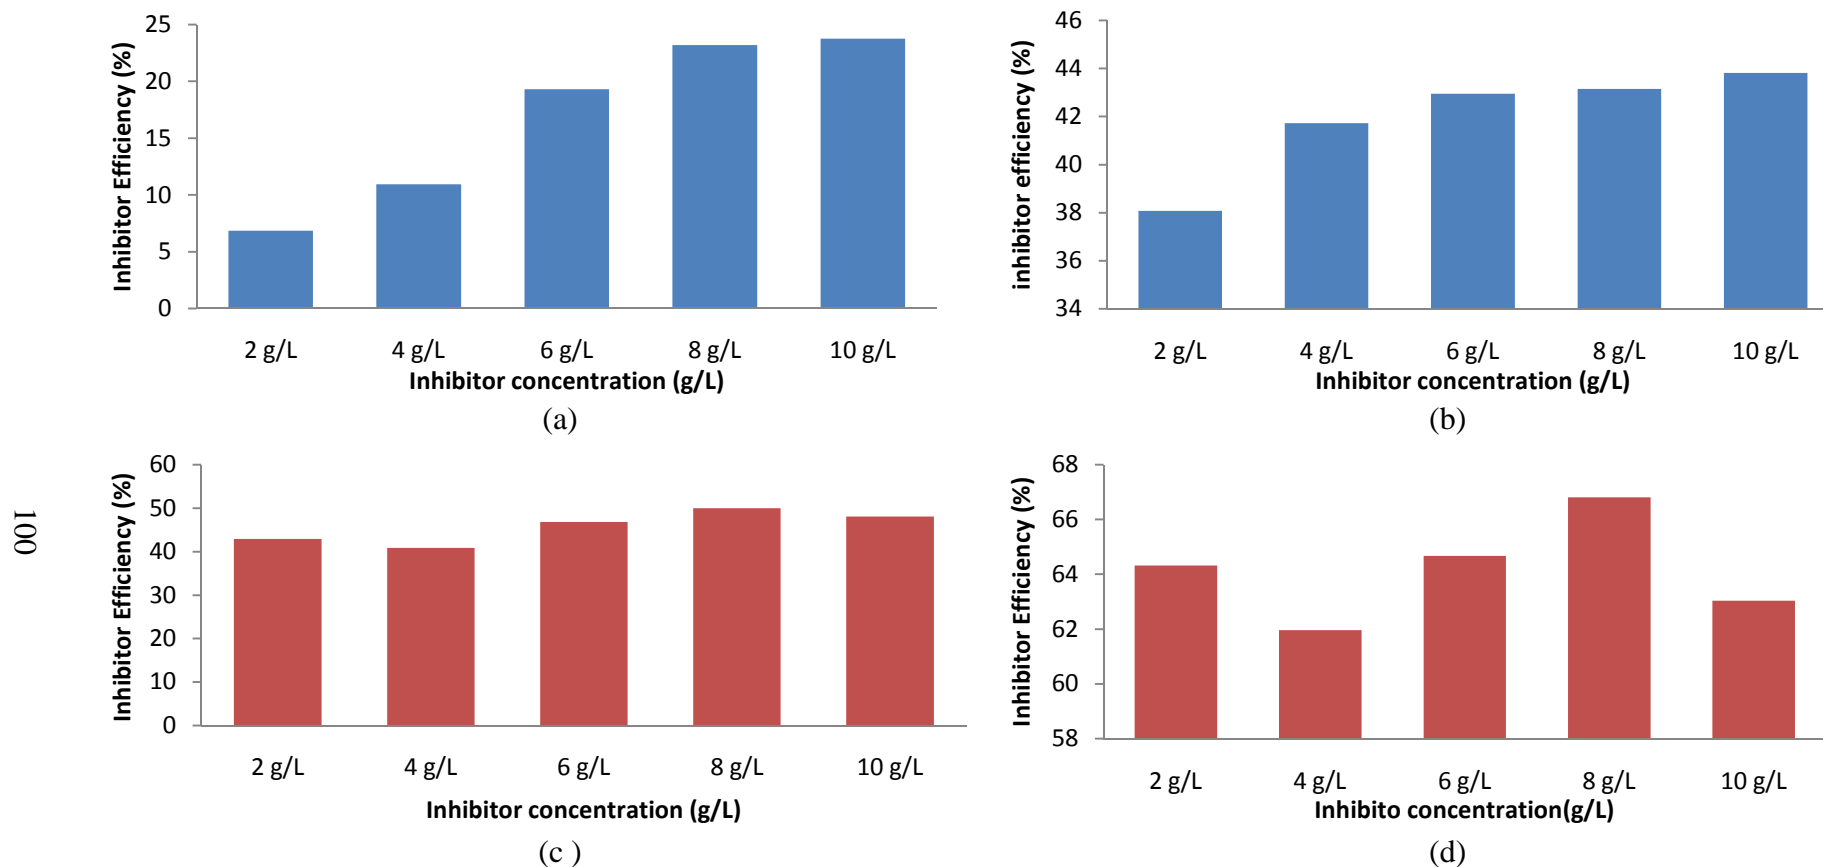 Inhibitor Efficiency (%)
25
20
15
10
5
0
2 g/L 4 g/L 6 g/L 8 g/L 10 g/L
Inhibitor concentration (g/L)
(a)
inhibitor efficiency (%)
46
44
42
40
38
36
34
2 g/L 4 g/L 6 g/L 8 g/L 10 g/L
Inhibitor concentration (g/L)
(b)
100
Inhibitor Efficiency (%)
60
50
40
30
20
10
0
2 g/L 4 g/L 6 g/L 8 g/L 10 g/L
Inhibitor concentration (g/L)
(c )
Inhibitor Efficiency (%)
68
66
64
62
60
58
2 g/L 4 g/L 6 g/L 8 g/L 10 g/L
Inhibito concentration(g/L)
(d)